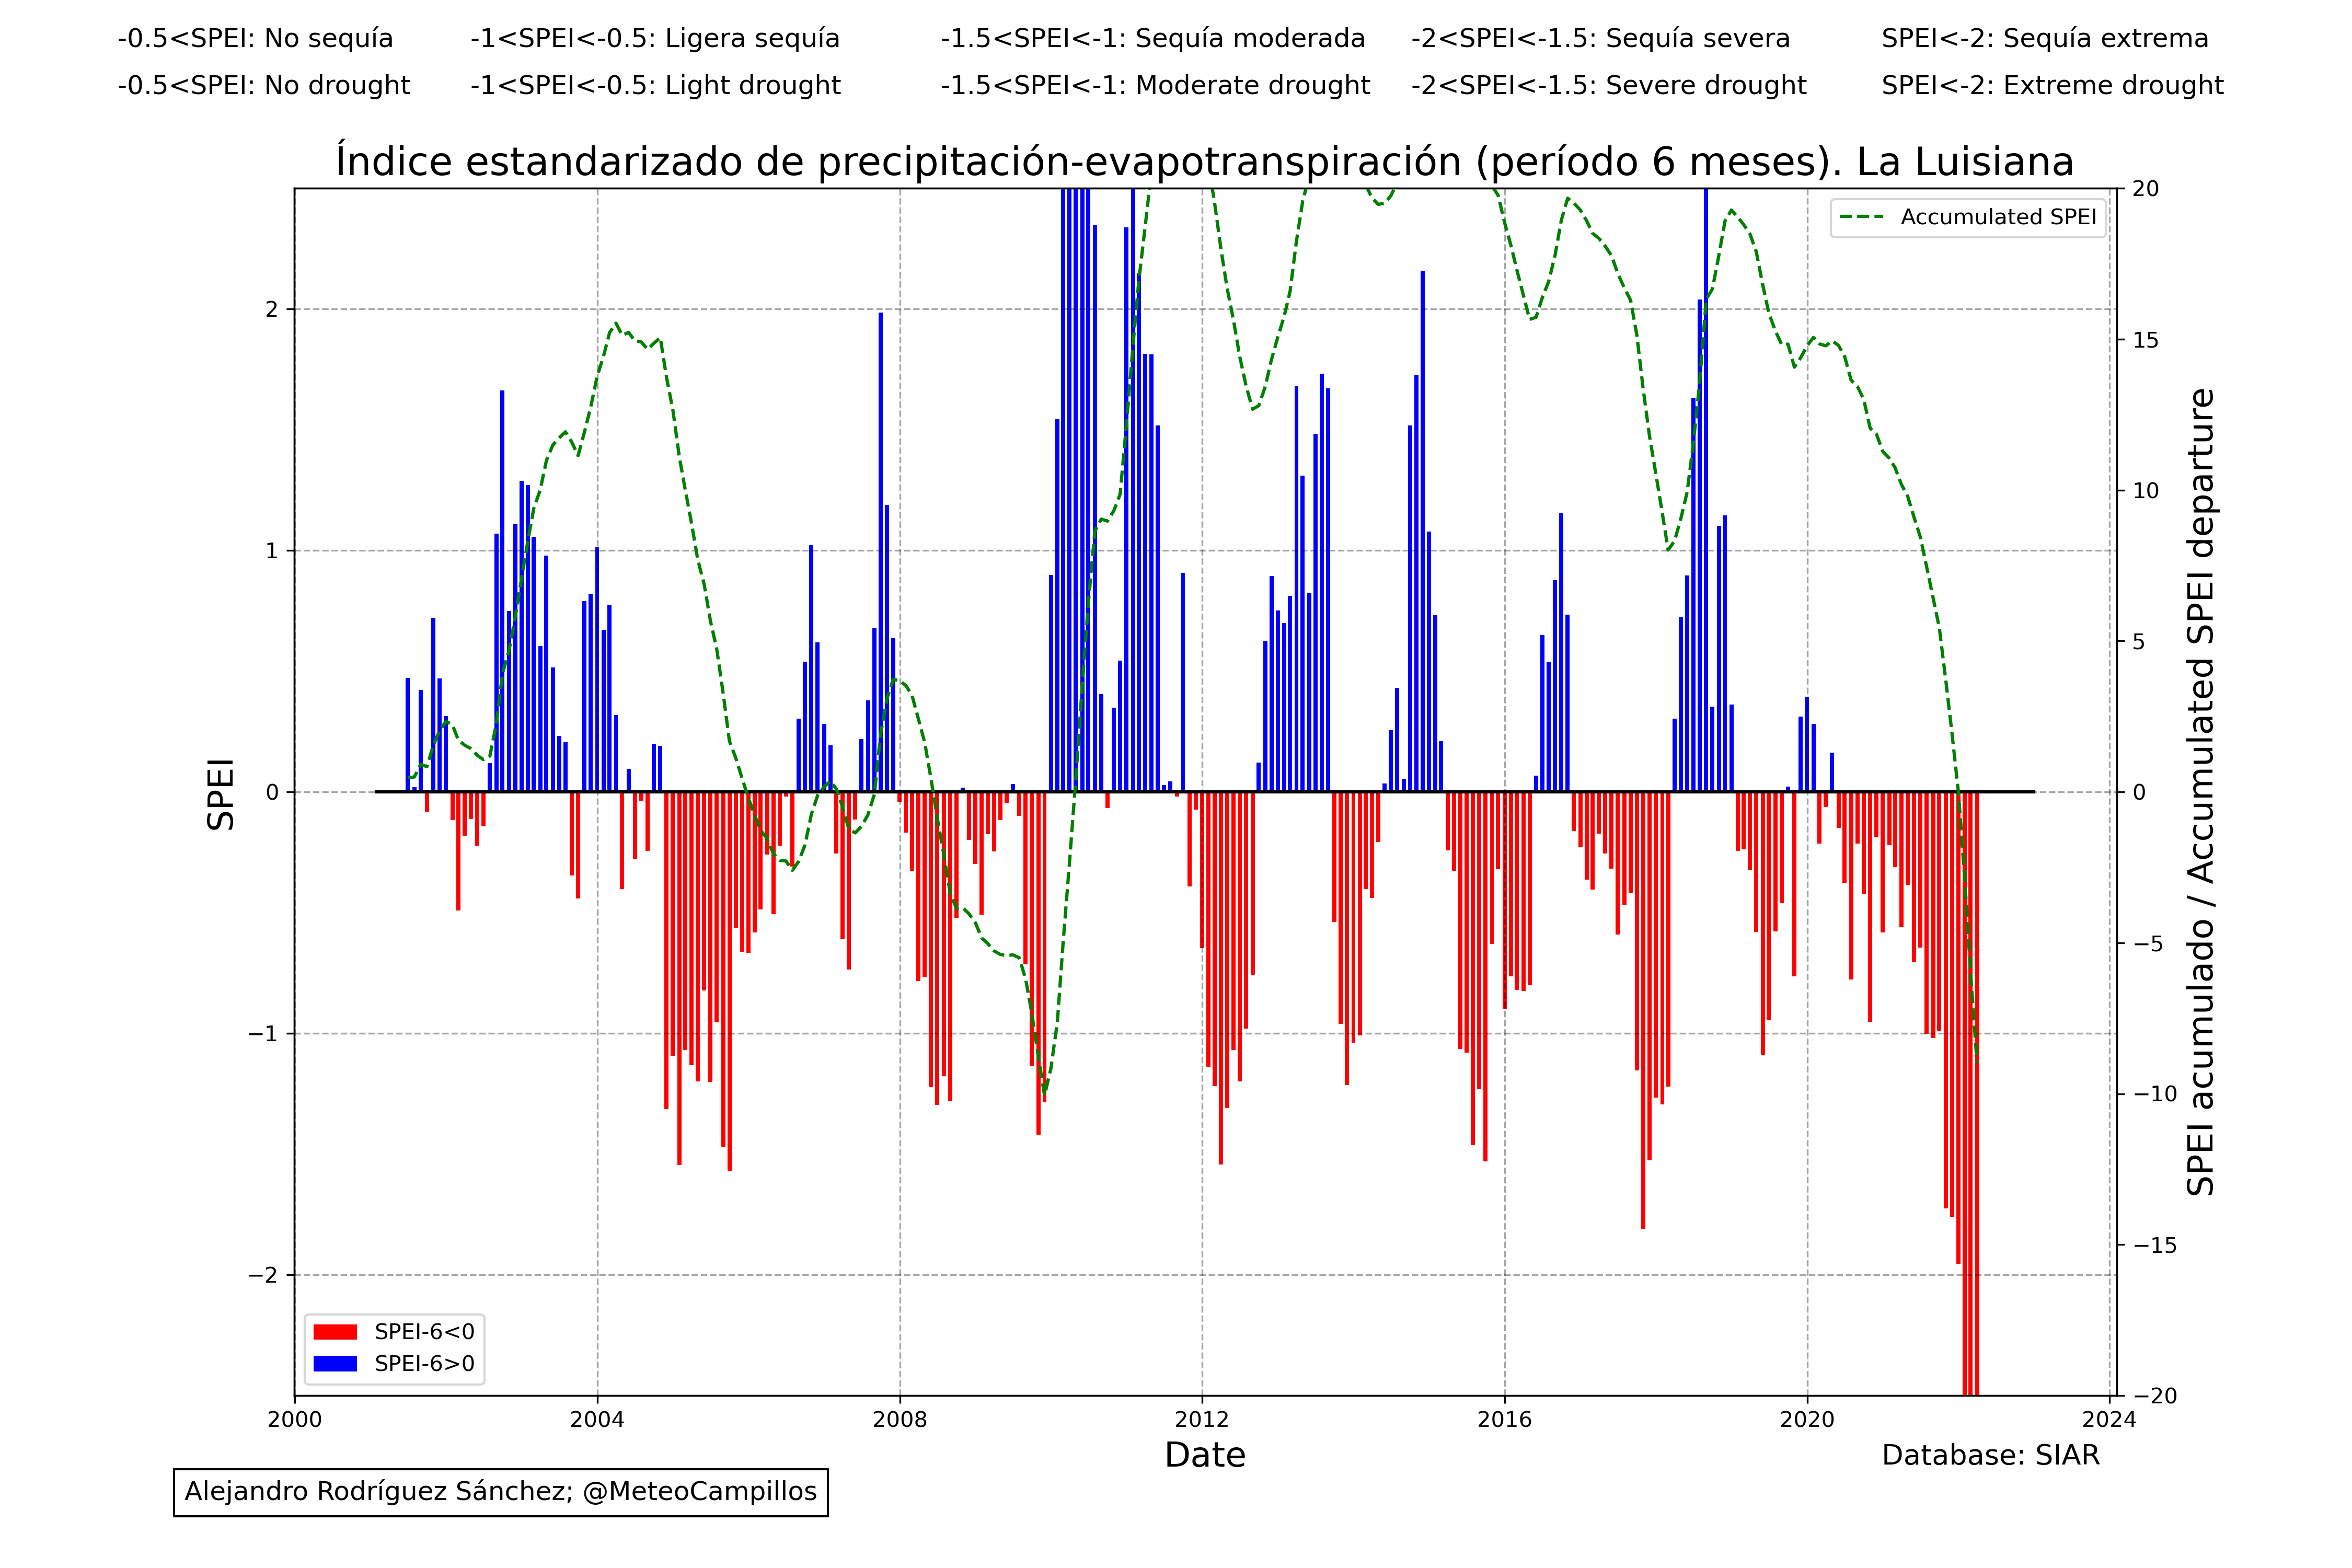 -0.5<SPEI: No sequía -1<SPEI<-0.5: Ligera sequía -1.5<SPEI<-1: Sequía moderada -2<SPEI<-1.5: Sequía severa SPEI<-2: Sequía extrema
-0.5<SPEI: No drought -1<SPEI<-0.5: Light drought -1.5<SPEI<-1: Moderate drought -2<SPEI<-1.5: Severe drought SPEI<-2: Extreme drought
Índice estandarizado de precipitación-evapotranspiración (período 6 meses). La Luisiana
Accumulated SPEI
2
1
0
−1
−2
SPEI
20
15
10
5
0
−5
−10
−15
−20
SPEI acumulado / Accumulated SPEI departure
SPEI-6<0
SPEI-6>0
2000 2004 2008 2012 2016 2020 2024
Date
Database: SIAR
Alejandro Rodríguez Sánchez; @MeteoCampillos